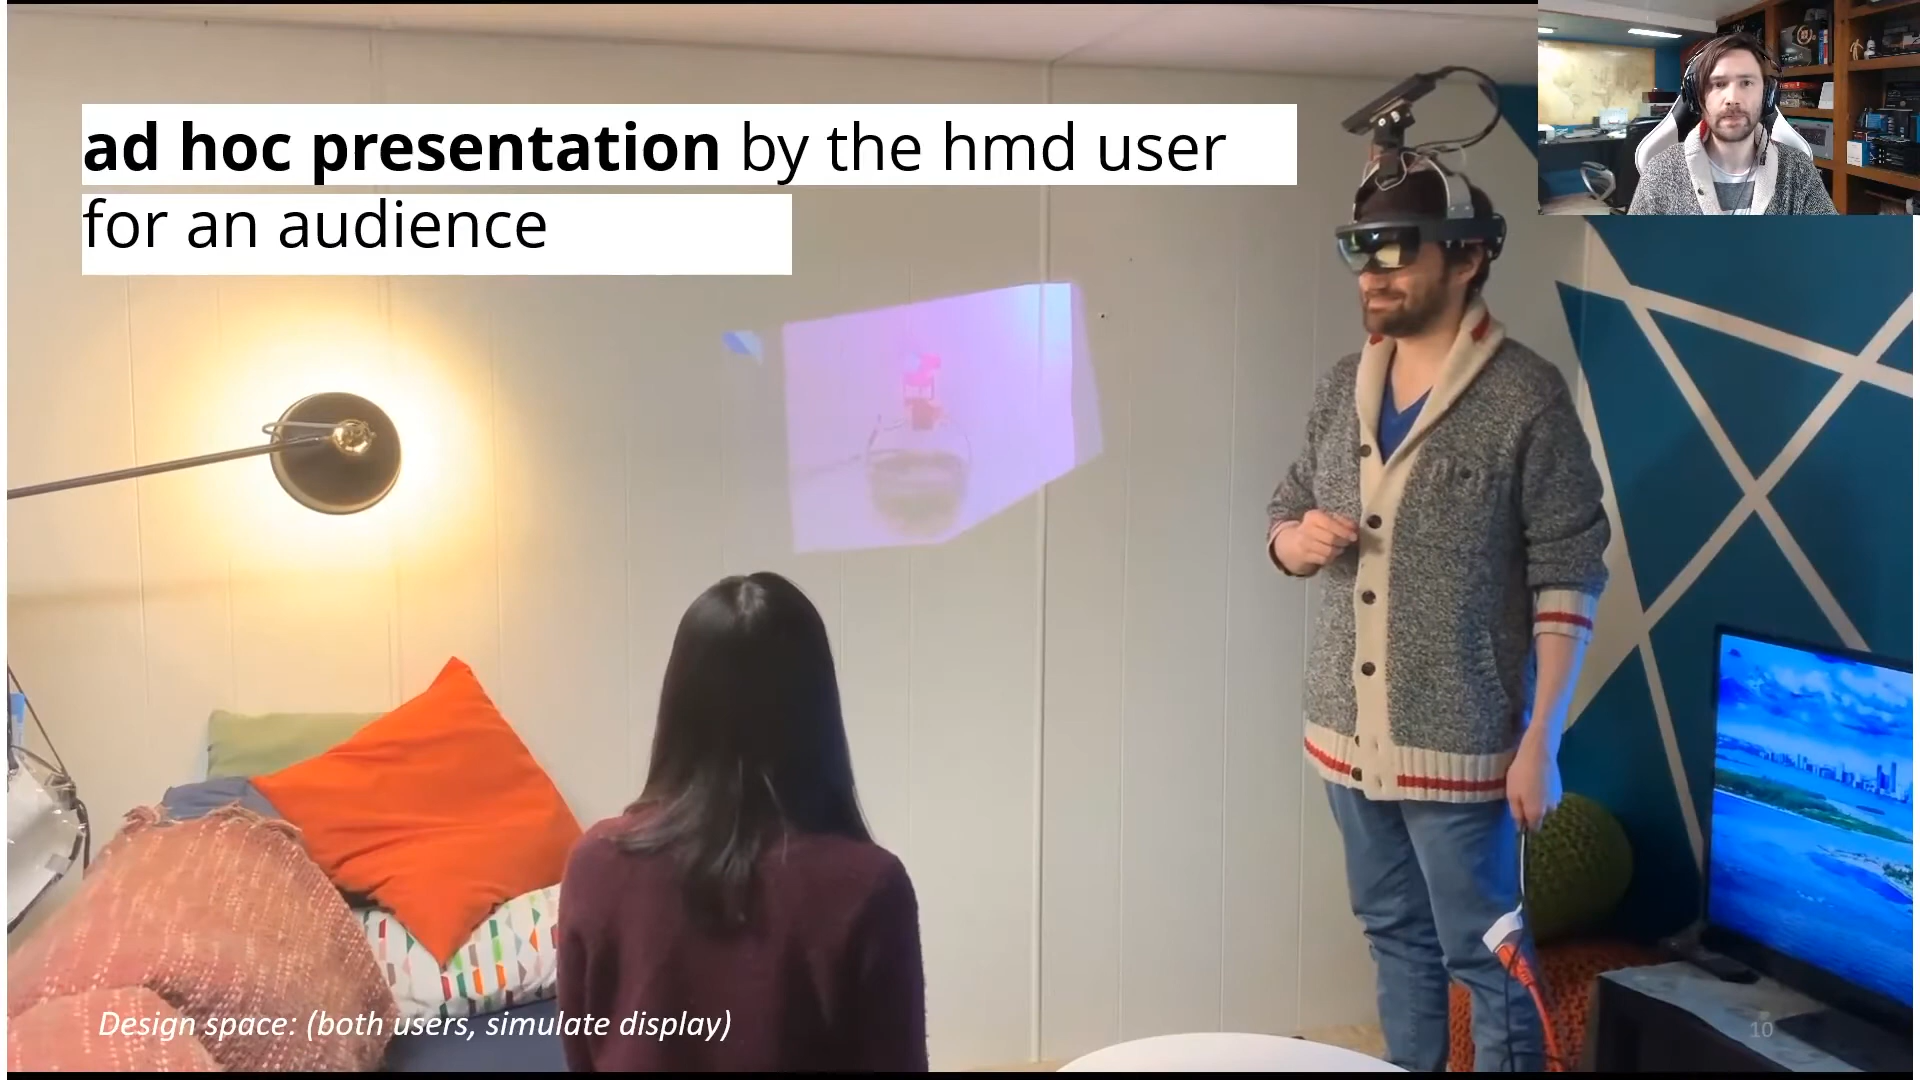 ad hoc presentation by the hmd user
for an audience
Design space: (both users, simulate display)
10